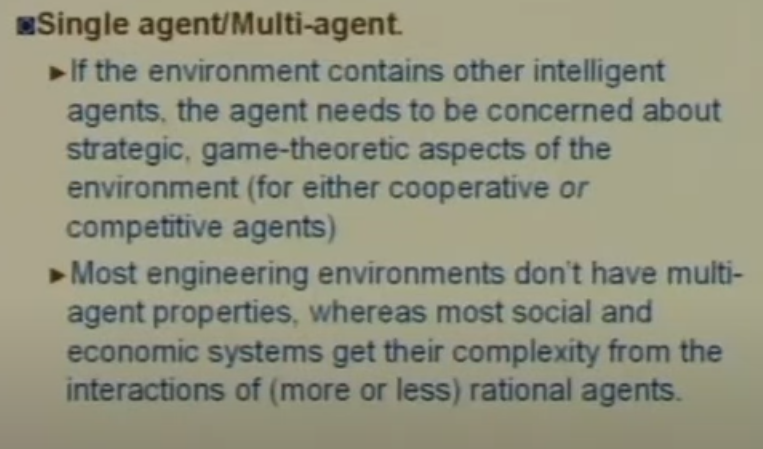 Single agent/Multi-agent.
If the environment contains other intelligent
agents, the agent needs to be concerned about
strategic, game-theoretic aspects of the
environment (for either cooperative or
competitive agents)
Most engineering environments don't have multi-
agent properties, whereas most social and
economic systems get their complexity from the
interactions of (more or less) rational agents.